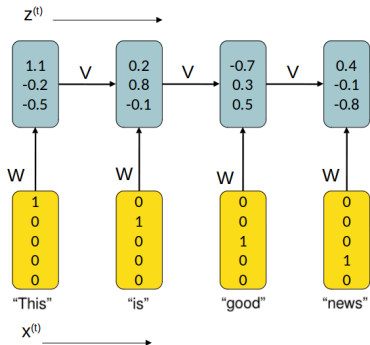 z(t)
1.1 0.2 -0.7 0.4
V V V
-0.2 0.8 0.3 -0.1
-0.5 -0.1 0.5 -0.8
W W W W
1 0 0 0
0 1 0 0
0 0 1 0
0 0 0 1
0 0 0 0
“This” “is” “good” “news”
x(t)